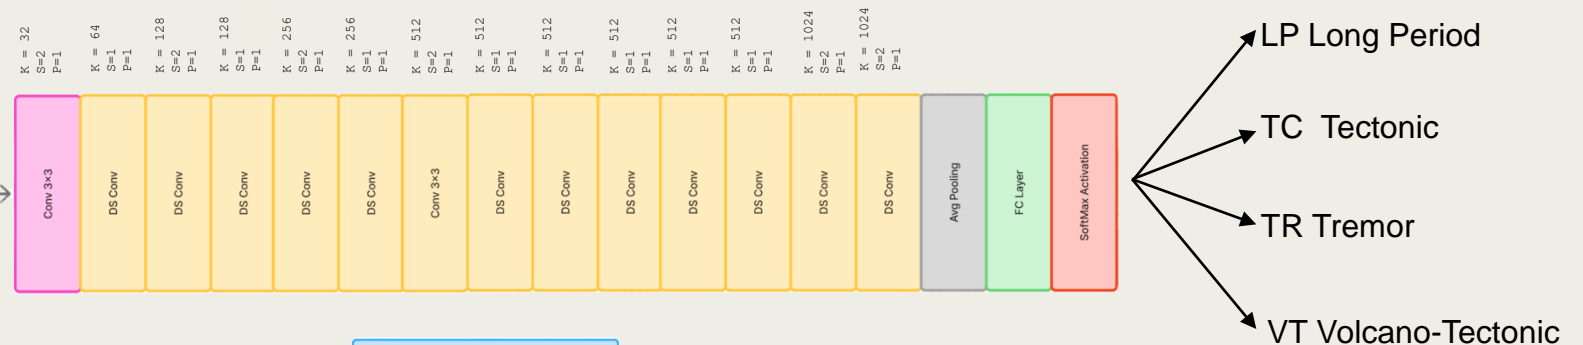 K = 32
S=2
P=1
K = 64
S=1
P=1
K = 128
S=2
P=1
K = 128
S=1
P=1
K = 256
S=2
P=1
K = 256
S=1
P=1
K = 512
S=2
P=1
K = 512
S=1
P=1
K = 512
S=1
P=1
K = 512
S=1
P=1
K = 512
S=1
P=1
K = 512
S=1
P=1
K = 1024
S=2
P=1
K = 1024
S=2
P=1
Conv 3×3
DS Conv
DS Conv
DS Conv
DS Conv
DS Conv
Conv 3×3
DS Conv
DS Conv
DS Conv
DS Conv
DS Conv
DS Conv
DS Conv
Avg Pooling
FC Layer
SoftMax Activation
LP Long Period
TC Tectonic
TR Tremor
VT Volcano-Tectonic